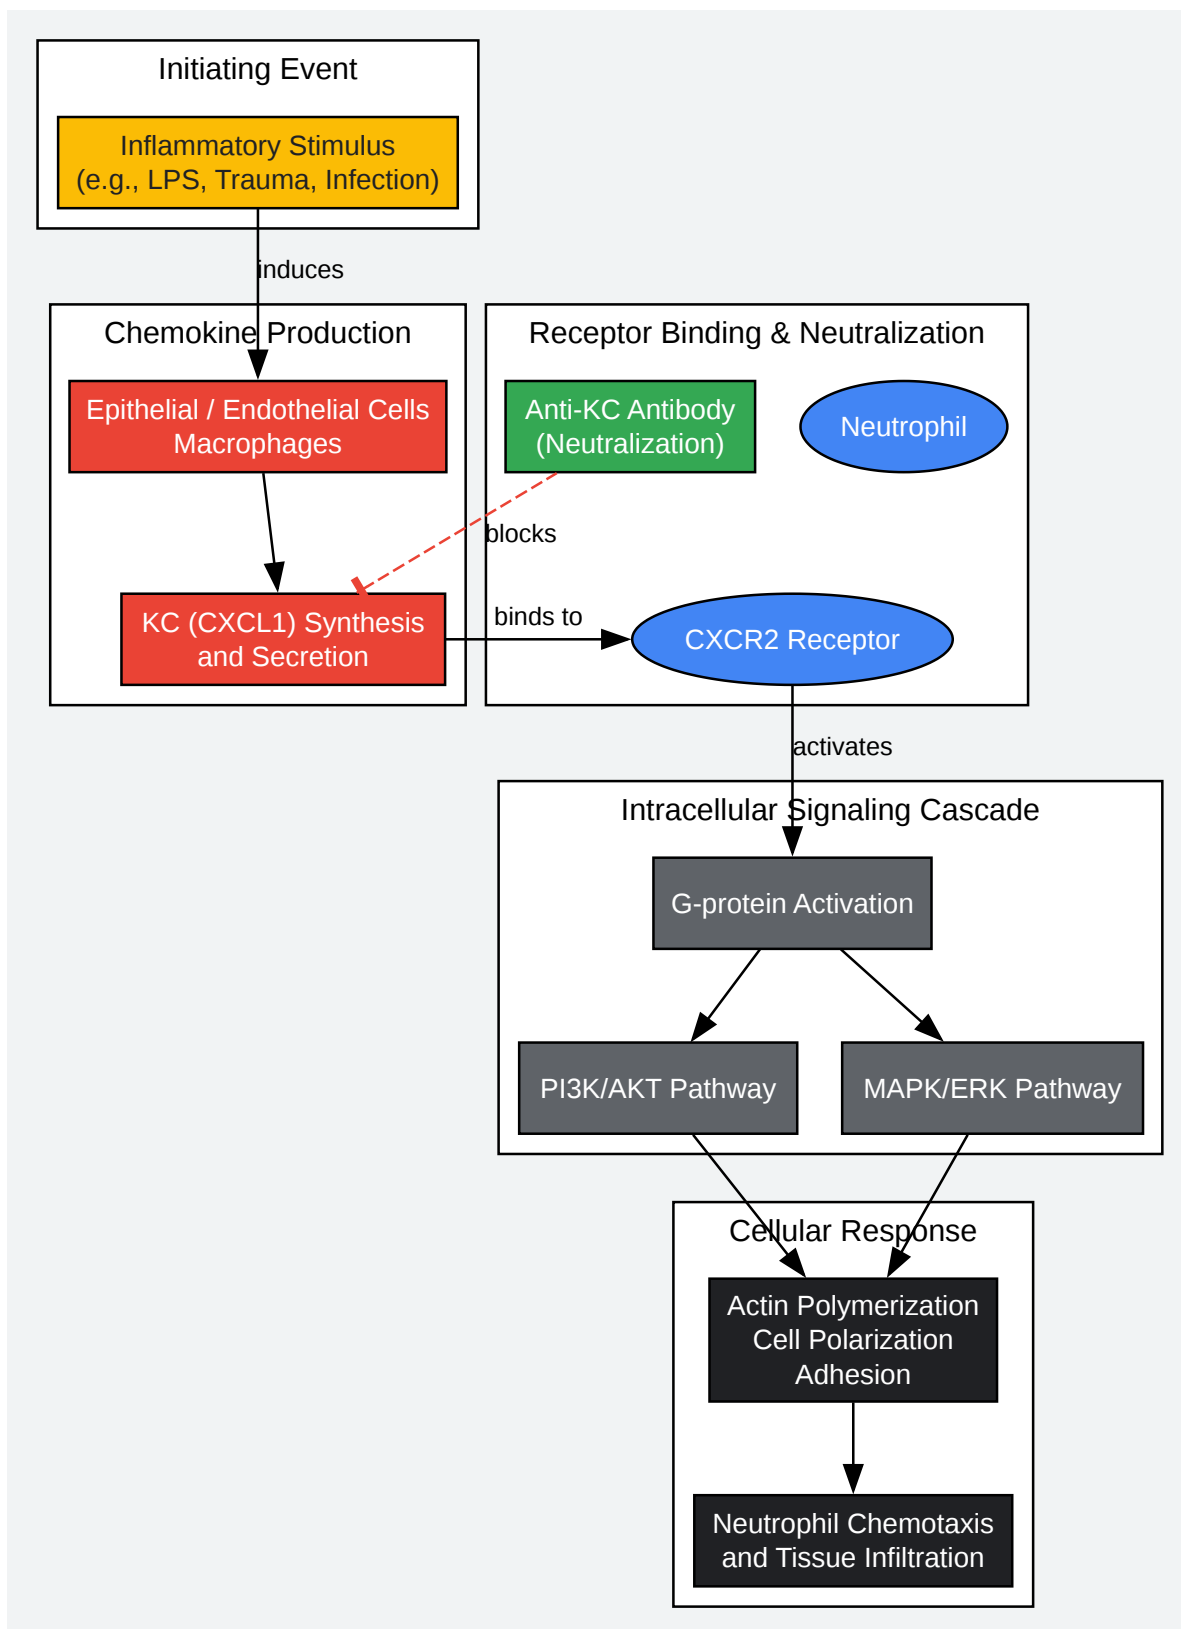 Initiating Event
Inflammatory Stimulus
(e.g., LPS, Trauma, Infection)
induces
Chemokine Production
Epithelial / Endothelial Cells
Macrophages
KC (CXCL1) Synthesis
and Secretion
Receptor Binding & Neutralization
Anti-KC Antibody
(Neutralization)
Neutrophil
blocks
binds to
CXCR2 Receptor
activates
Intracellular Signaling Cascade
G-protein Activation
PI3K/AKT Pathway
MAPK/ERK Pathway
Cellular Response
Actin Polymerization
Cell Polarization
Adhesion
Neutrophil Chemotaxis
and Tissue Infiltration